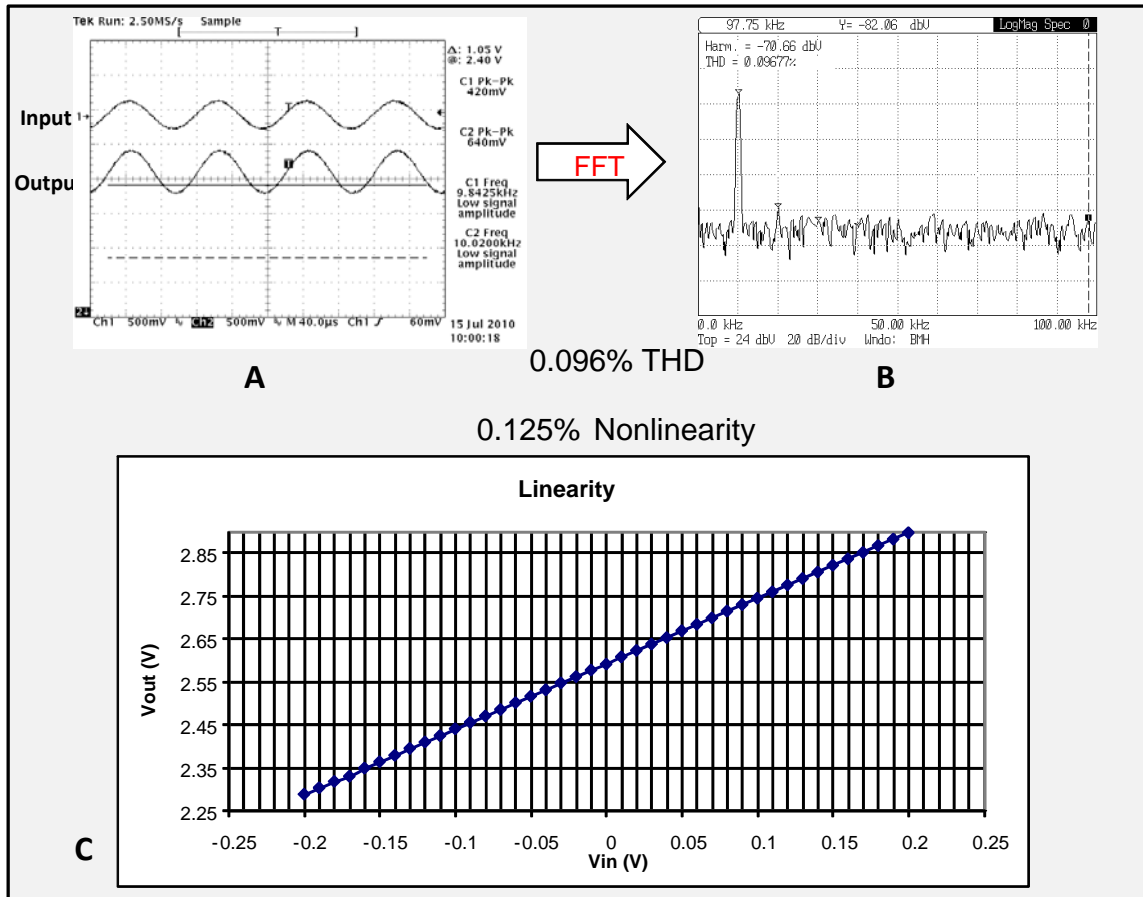 Tek Run: 2.50MS/s Sample
[ T ]
Δ: 1.05 V
@: 2.40 V
C1 Pk-Pk
420mV
C2 Pk-Pk
640mV
C1 Freq
9.8425kHz
Low signal
amplitude
C2 Freq
10.0200kHz
Low signal
amplitude
Input
1→
T
Outpu
T
2
Ch1 500mV Ch2 500mV M 40.0µs Ch1 60mV
15 Jul 2010
10:00:18
A
FFT
97.75 kHz Y= -82.06 dbV LogMag Spec 0
Harm. = -70.66 dbV
THD = 0.09677%
0.0 kHz 50.00 kHz 100.00 kHz
Top = 24 dbV 20 dB/div Wndo: BMH
B
0.096% THD
0.125% Nonlinearity
Linearity
Vout (V)
2.85
2.75
2.65
2.55
2.45
2.35
2.25
-0.25 -0.2 -0.15 -0.1 -0.05 0 0.05 0.1 0.15 0.2 0.25
Vin (V)
C